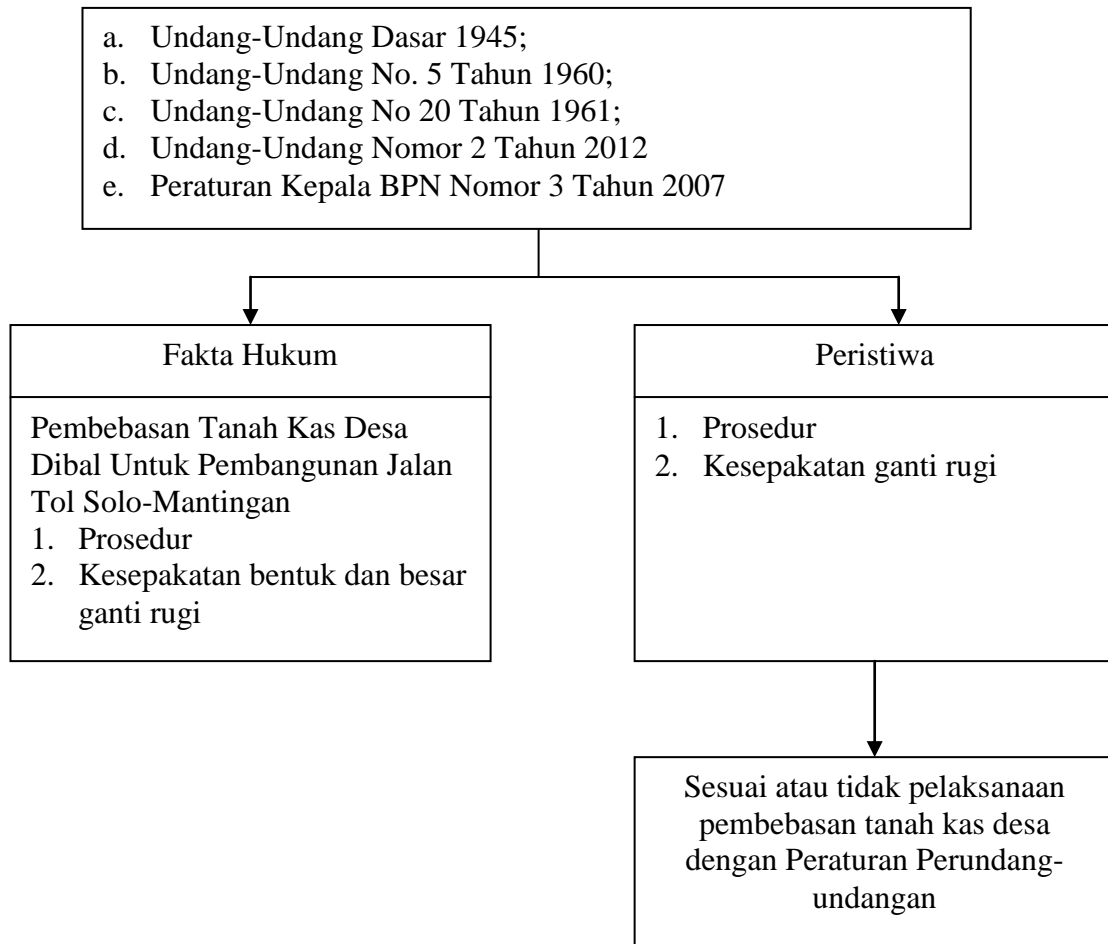 a. Undang-Undang Dasar 1945;
b. Undang-Undang No. 5 Tahun 1960;
c. Undang-Undang No 20 Tahun 1961;
d. Undang-Undang Nomor 2 Tahun 2012
e. Peraturan Kepala BPN Nomor 3 Tahun 2007
Fakta Hukum
Pembebasan Tanah Kas Desa
Dibal Untuk Pembangunan Jalan
Tol Solo-Mantingan
1. Prosedur
2. Kesepakatan bentuk dan besar
ganti rugi
Peristiwa
1. Prosedur
2. Kesepakatan ganti rugi
Sesuai atau tidak pelaksanaan
pembebasan tanah kas desa
dengan Peraturan Perundang-
undangan